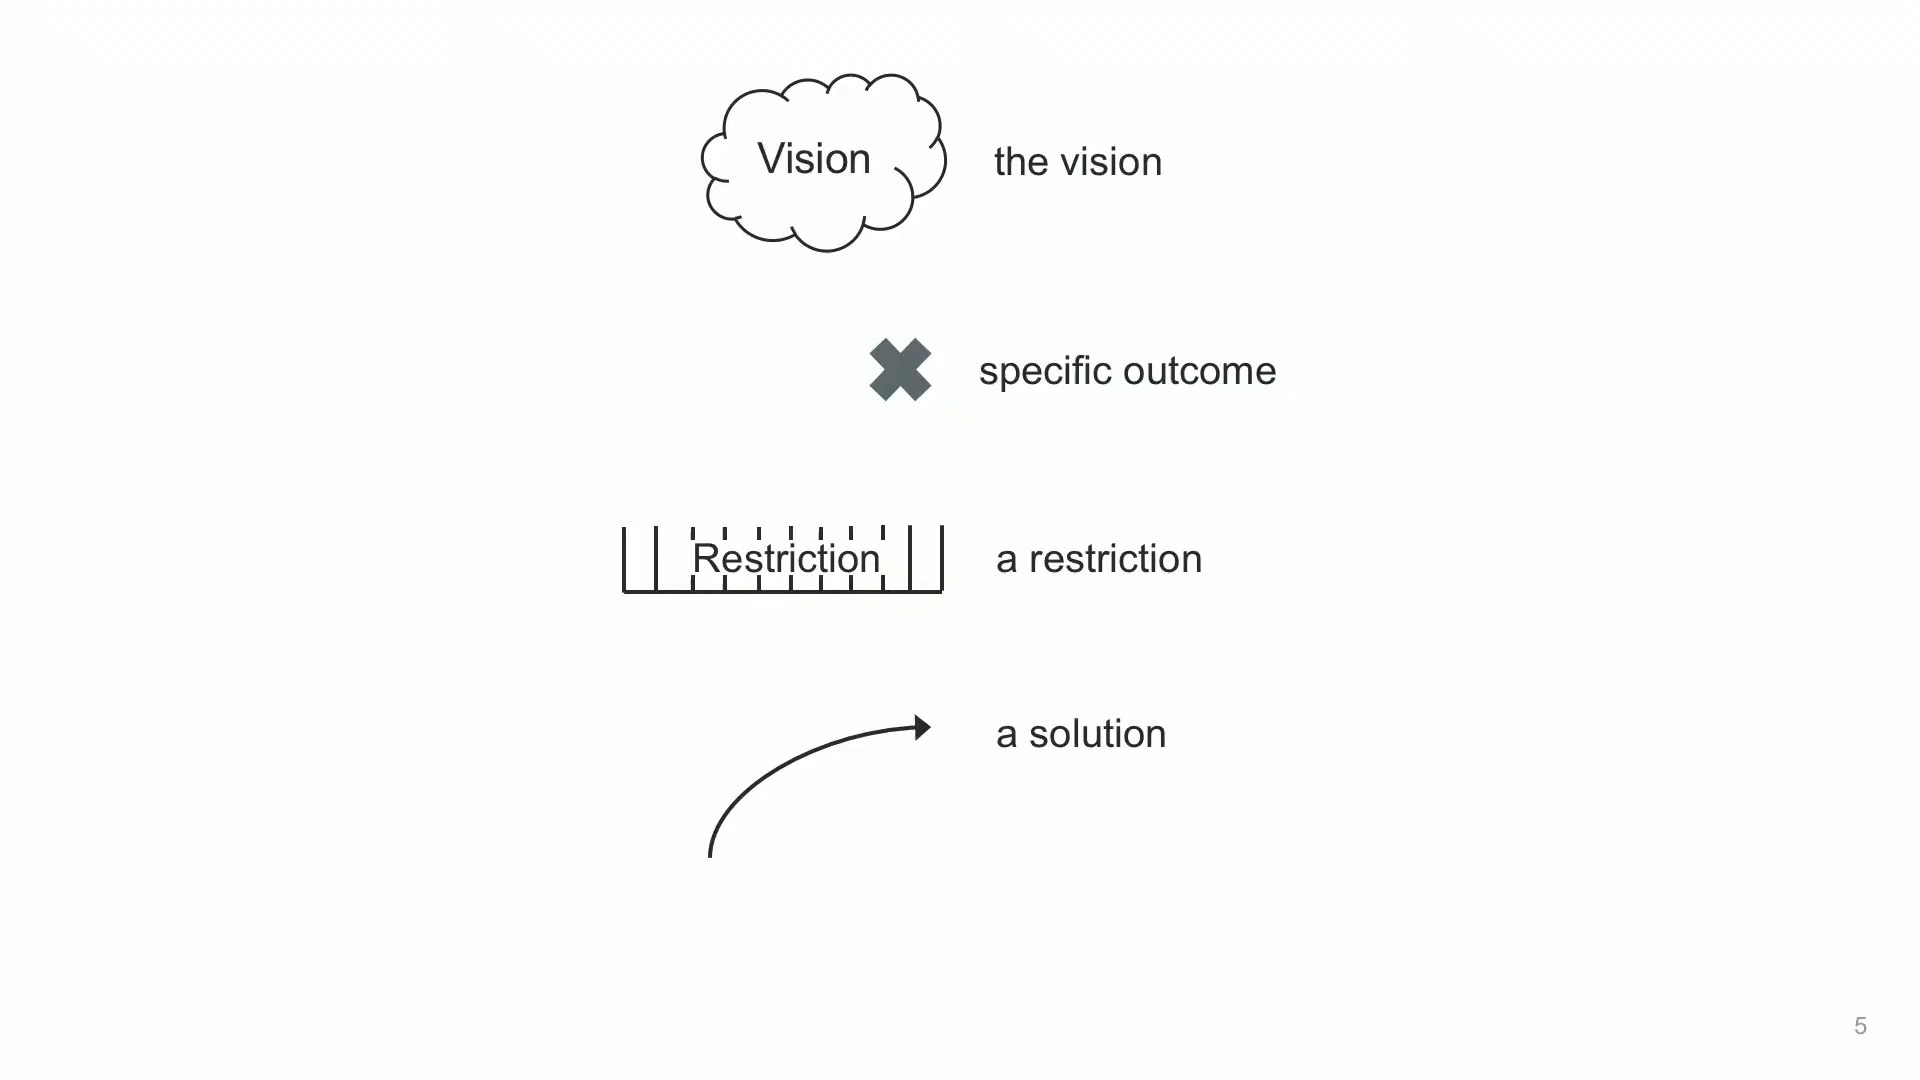 Vision
the vision
specific outcome
Restriction
a restriction
a solution
5